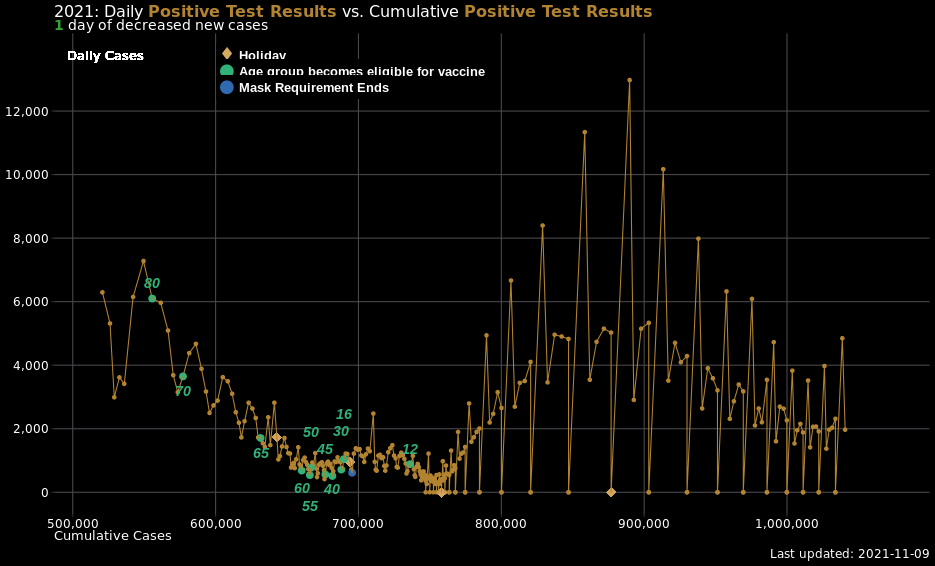 2021: Daily Positive Test Results vs. Cumulative Positive Test Results
1 day of decreased new cases
Daily Cases
Holiday
Age group becomes eligible for vaccine
Mask Requirement Ends
12,000
10,000
8,000
6,000
4,000
2,000
0
80
70
65
60
55
50
45
40
16
30
12
500,000 600,000 700,000 800,000 900,000 1,000,000
Cumulative Cases
Last updated: 2021-11-09